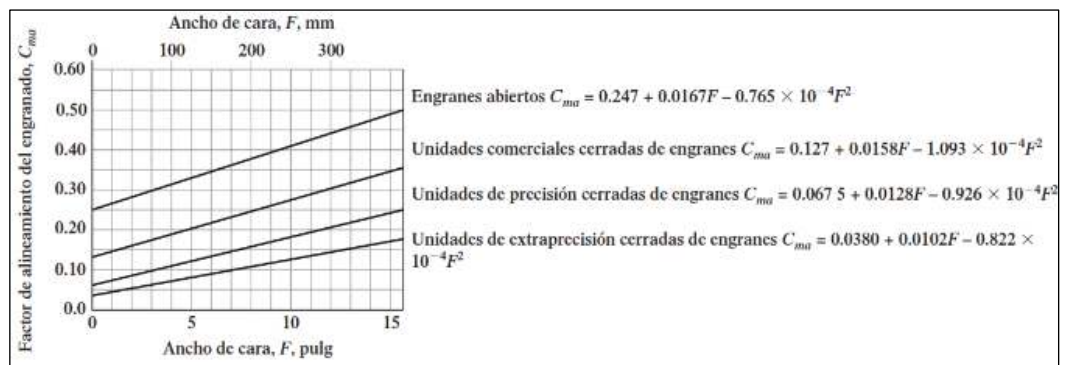 Ancho de cara, F, mm
0 100 200 300
Factor de alineamiento del engranado, Cma
0.60
0.50
0.40
0.30
0.20
0.10
0.0
Engranes abiertos Cma = 0.247 + 0.0167F – 0.765 × 10⁻⁴F²
Unidades comerciales cerradas de engranes Cma = 0.127 + 0.0158F – 1.093 × 10⁻⁴F²
Unidades de precisión cerradas de engranes Cma = 0.067 5 + 0.0128F – 0.926 × 10⁻⁴F²
Unidades de extraprecisión cerradas de engranes Cma = 0.0380 + 0.0102F – 0.822 ×
10⁻⁴F²
0 5 10 15
Ancho de cara, F, pulg